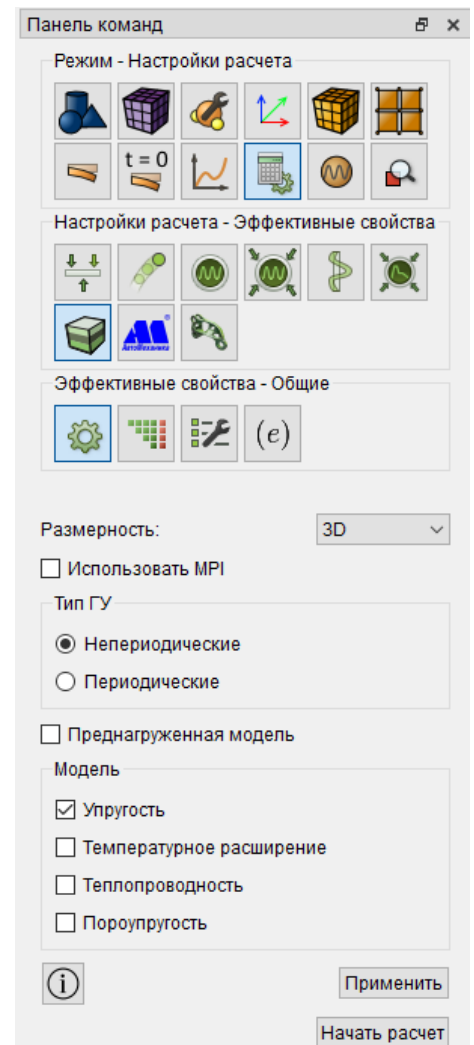 Панель команд
Режим - Настройки расчета
t = 0
Настройки расчета - Эффективные свойства
АвтоМеханика
Эффективные свойства - Общие
(e)
Размерность: 3D
Использовать MPI
Тип ГУ
Непериодические
Периодические
Преднагруженная модель
Модель
Упругость
Температурное расширение
Теплопроводность
Пороупругость
Применить
Начать расчет